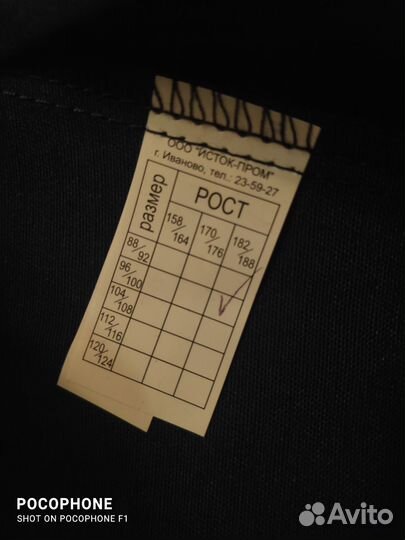 ООО "ИСТОК-ПРОМ"
г. Иваново, тел.: 23-59-27
размер РОСТ
158/164 170/176 182/188
88/92
96/100
104/108
112/116
120/124
POCOPHONE
SHOT ON POCOPHONE F1
Avito